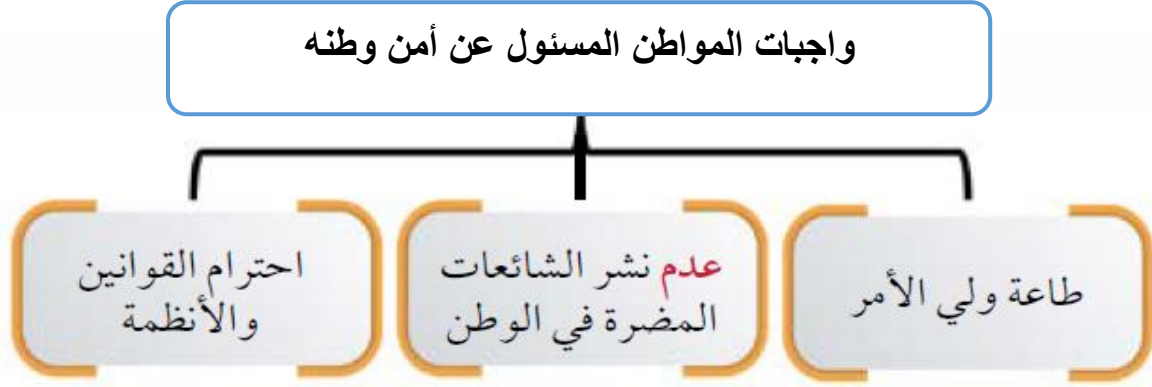 واجبات المواطن المسئول عن أمن وطنه
طاعة ولي الأمر
عدم نشر الشائعات
المضرة في الوطن
احترام القوانين
والأنظمة